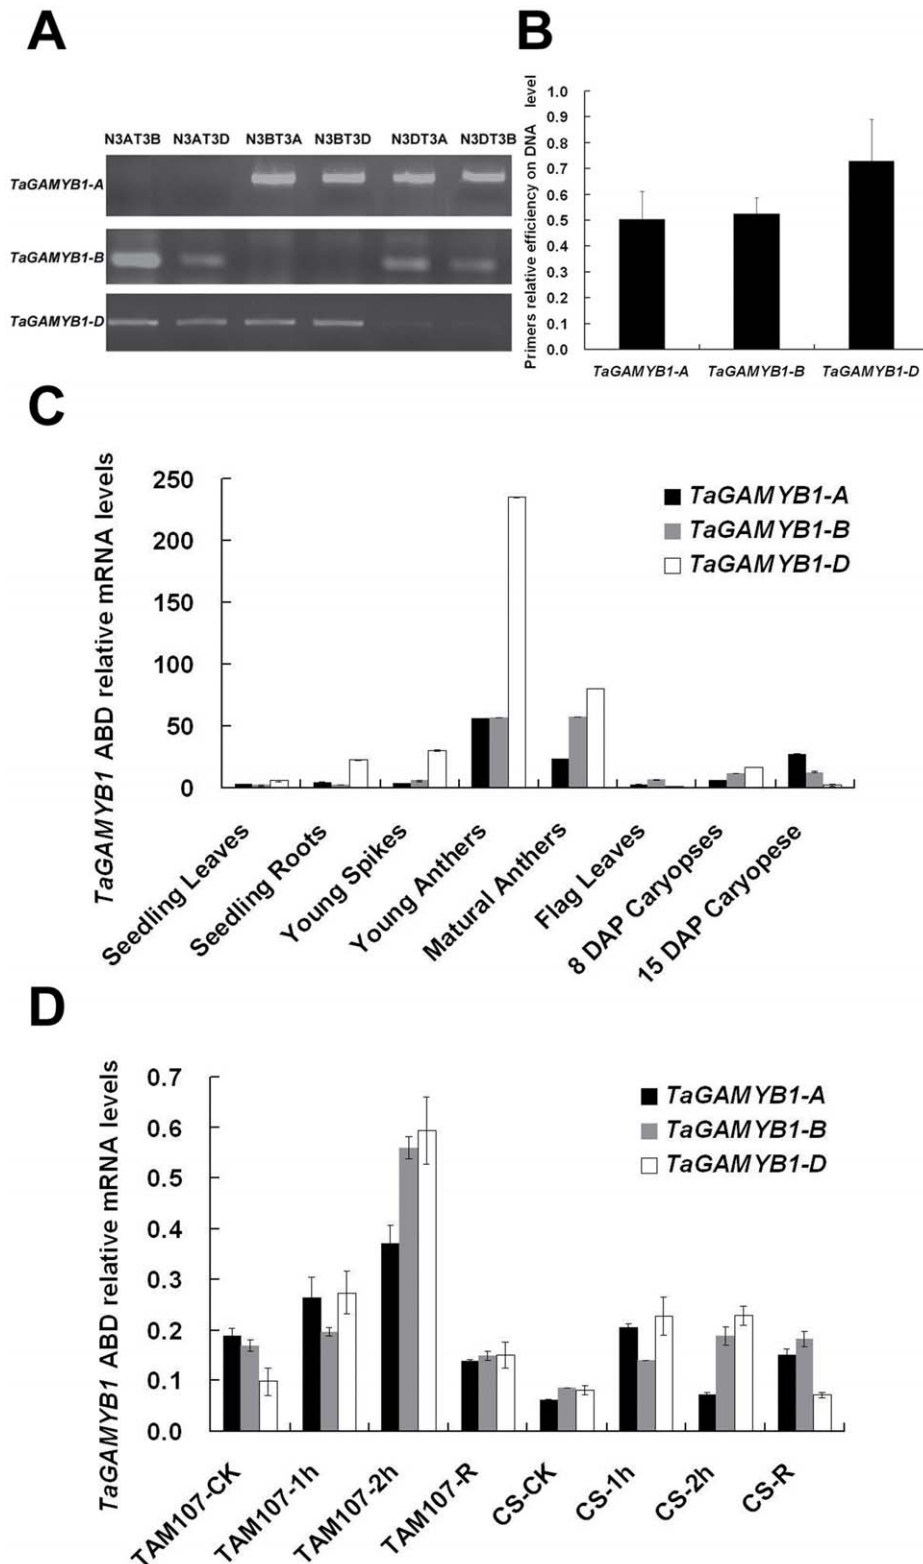 A
N3AT3B N3AT3D N3BT3A N3BT3D N3DT3A N3DT3B
TaGAMYB1-A
TaGAMYB1-B
TaGAMYB1-D
B
Primers relative efficiency on DNA level
1.0
0.9
0.8
0.7
0.6
0.5
0.4
0.3
0.2
0.1
0.0
TaGAMYB1-A TaGAMYB1-B TaGAMYB1-D
C
TaGAMYB1 ABD relative mRNA levels
250
200
150
100
50
0
TaGAMYB1-A
TaGAMYB1-B
TaGAMYB1-D
Seedling Leaves
Seedling Roots
Young Spikes
Young Anthers
Matural Anthers
Flag Leaves
8 DAP Caryopses
15 DAP Caryopese
D
TaGAMYB1 ABD relative mRNA levels
0.7
0.6
0.5
0.4
0.3
0.2
0.1
0.0
TaGAMYB1-A
TaGAMYB1-B
TaGAMYB1-D
TAM107-CK
TAM107-1h
TAM107-2h
TAM107-R
CS-CK
CS-1h
CS-2h
CS-R